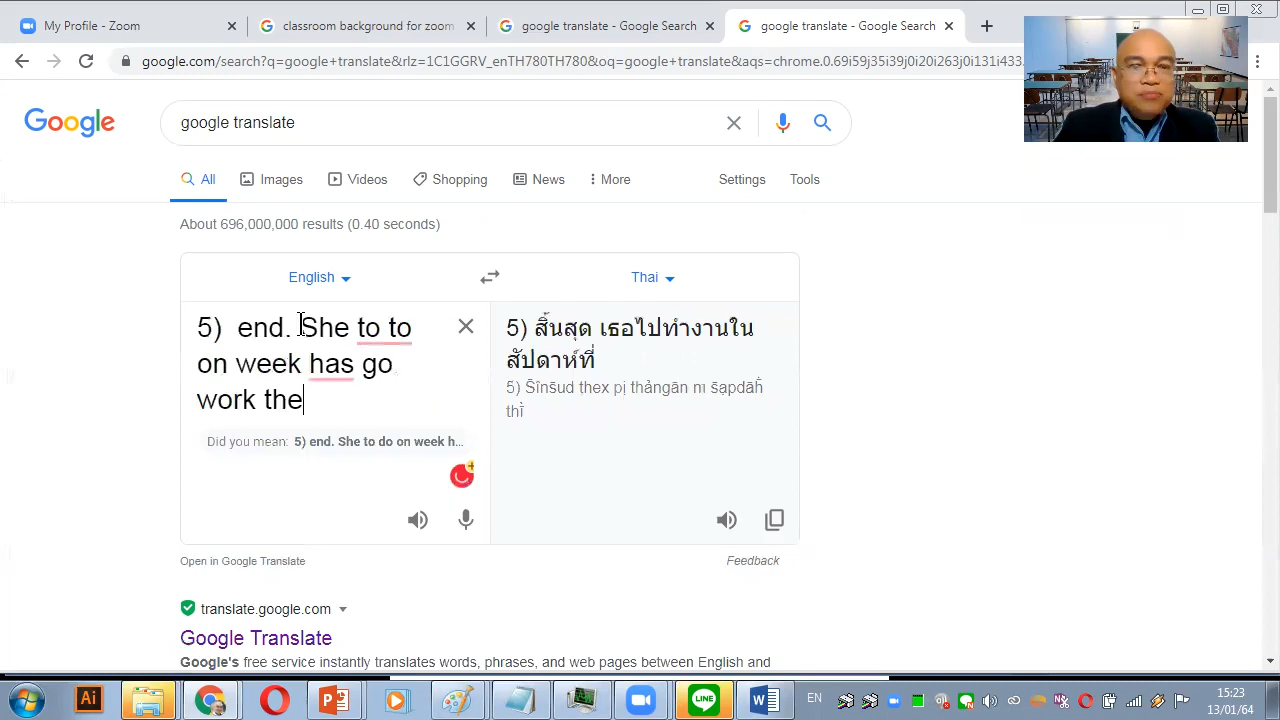 My Profile - Zoom
classroom background for zoom
google translate - Google Search
google translate - Google Search
google.com/search?q=google+translate&rlz=1C1GGRV_enTH780TH780&oq=google+translate&aqs=chrome.0.69i59j35i39j0i20i263j0i131i433...
Google
google translate
All
Images
Videos
Shopping
News
More
Settings
Tools
About 696,000,000 results (0.40 seconds)
English
Thai
5) end. She to to
on week has go
work the
5) สิ้นสุด เธอไปทำงานใน
สัปดาห์ที่
5) S̄îns̄ud ṭhex pị thảngān nı s̄ạpdāh̄̒
thī̀
Did you mean: 5) end. She to do on week h...
Open in Google Translate
Feedback
translate.google.com
Google Translate
Google's free service instantly translates words, phrases, and web pages between English and
Ai
LINE
EN
15:23
13/01/64